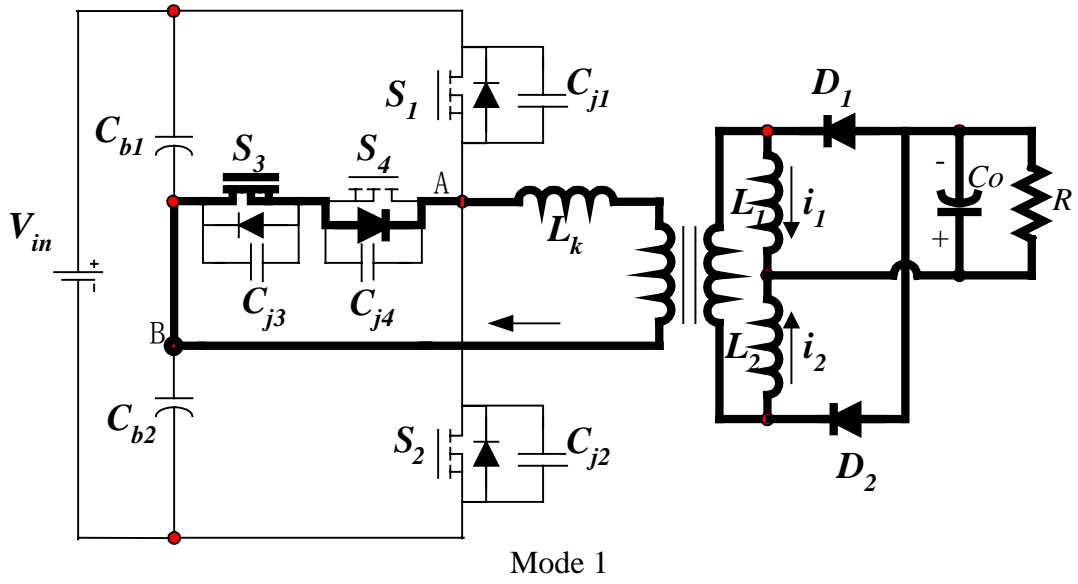 S1
Cj1
D1
Cb1
S3
S4
A
-
Co
R
L1
i1
Vin
+
-
Lk
+
Cj3
Cj4
B
L2
i2
Cb2
S2
Cj2
D2
Mode 1